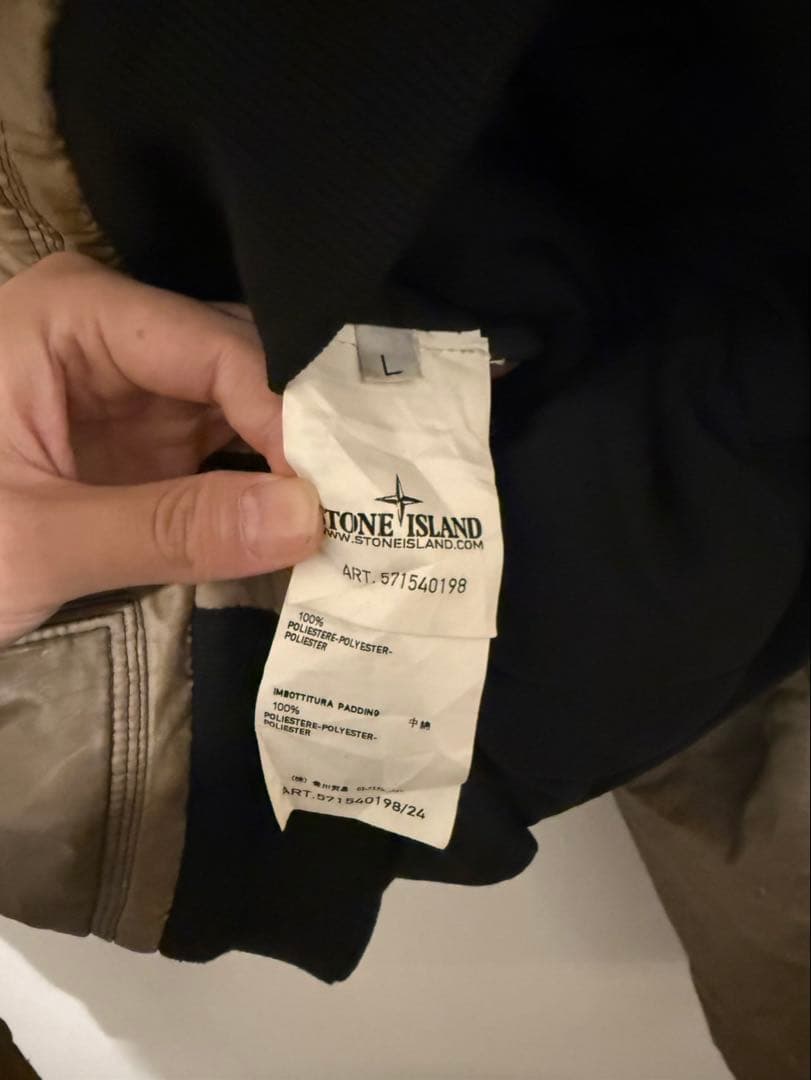 L
STONE ISLAND
WWW.STONEISLAND.COM
ART. 571540198
100%
POLIESTERE-POLYESTER-
POLIESTER
IMBOTTITURA PADDING 中綿
100%
POLIESTERE-POLYESTER-
POLIESTER
(株)
ART.571540198/24